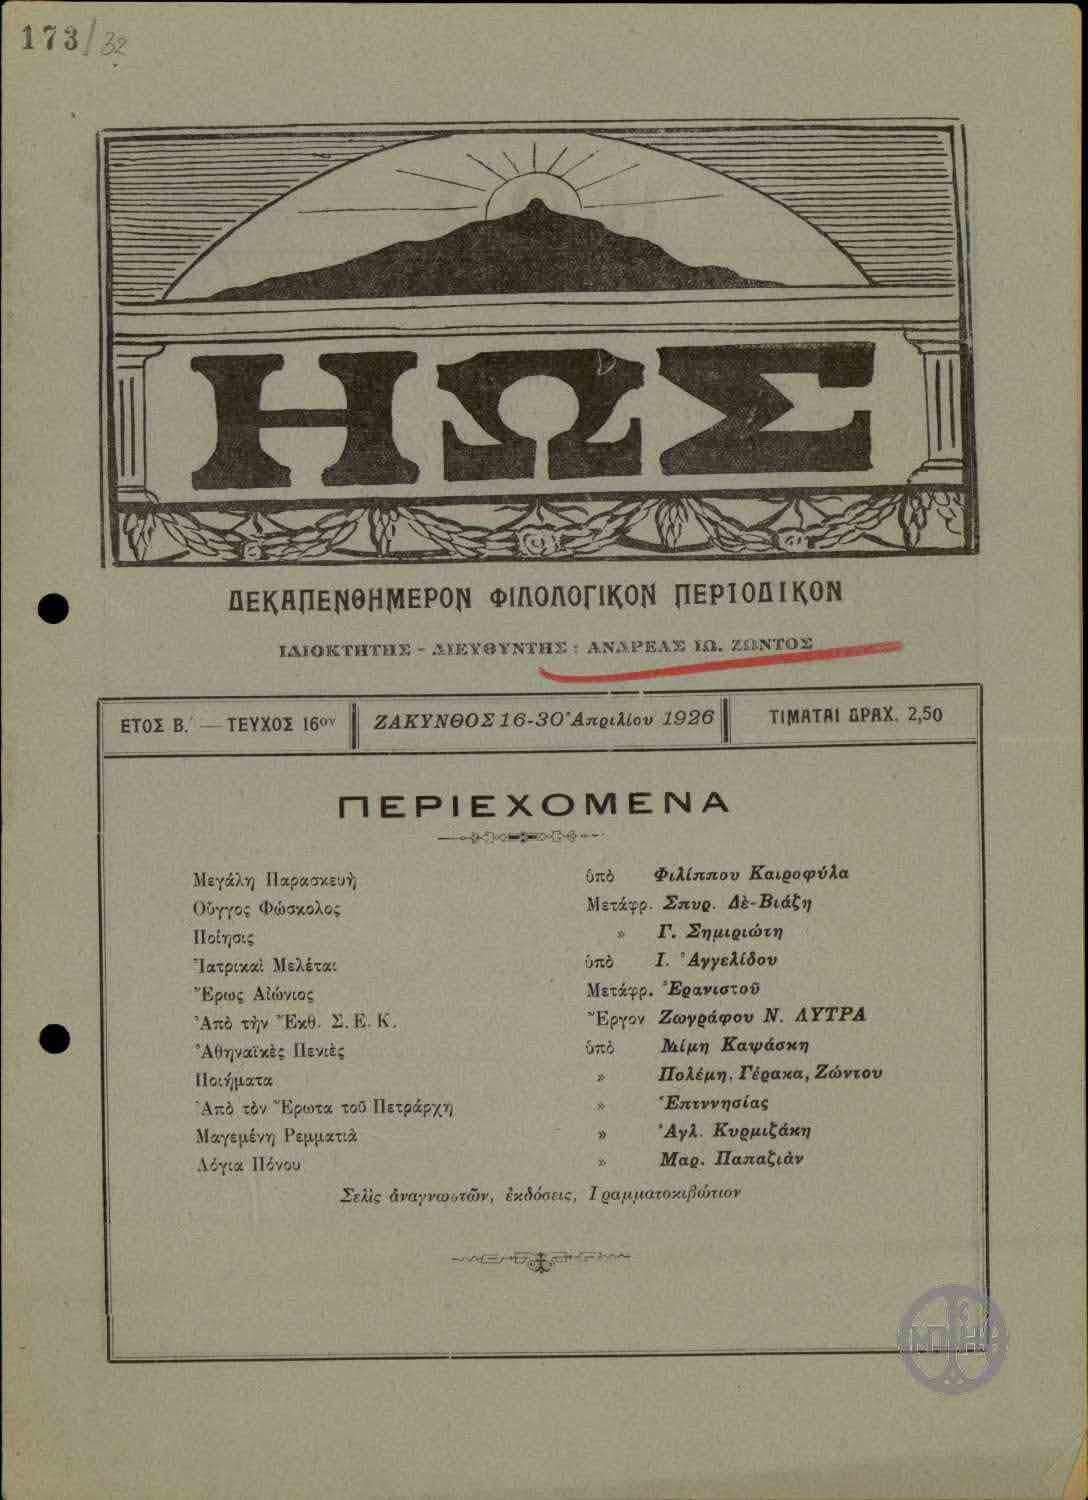 173/32
ΗΩΣ
ΔΕΚΑΠΕΝΘΗΜΕΡΟΝ ΦΙΛΟΛΟΓΙΚΟΝ ΠΕΡΙΟΔΙΚΟΝ
ΙΔΙΟΚΤΗΤΗΣ - ΔΙΕΥΘΥΝΤΗΣ : ΑΝΔΡΕΑΣ ΙΩ. ΖΩΝΤΟΣ
ΕΤΟΣ Β.' — ΤΕΥΧΟΣ 16ον ΖΑΚΥΝΘΟΣ 16-30 Ἀπριλίου 1926 ΤΙΜΑΤΑΙ ΔΡΑΧ. 2,50
ΠΕΡΙΕΧΟΜΕΝΑ
Μεγάλη Παρασκευὴ ὑπὸ Φιλίππου Καιροφύλα
Οὔγγος Φώσκολος Μετάφρ. Σπυρ. Δὲ-Βιάζη
Ποίησις » Γ. Σημιριώτη
Ἰατρικαὶ Μελέται ὑπὸ Ι. Ἀγγελίδου
Ἔρως Αἰώνιος Μετάφρ. Ἐρανιστοῦ
Ἀπὸ τὴν Ἔκθ. Σ. Ε. Κ. Ἔργον Ζωγράφου Ν. ΛΥΤΡΑ
Ἀθηναϊκὲς Πενιὲς ὑπὸ Μίμη Καψάσκη
Ποιήματα » Πολέμη, Γέρακα, Ζώντου
Ἀπὸ τὸν Ἔρωτα τοῦ Πετράρχη » Ἑπτννησίας
Μαγεμένη Ρεμματιὰ » Ἀγλ. Κυρμιζάκη
Λόγια Πόνου » Μαρ. Παπαζιὰν
Σελὶς ἀναγνωστῶν, ἐκδόσεις, Γραμματοκιβώτιον
ΜΠΗΡ